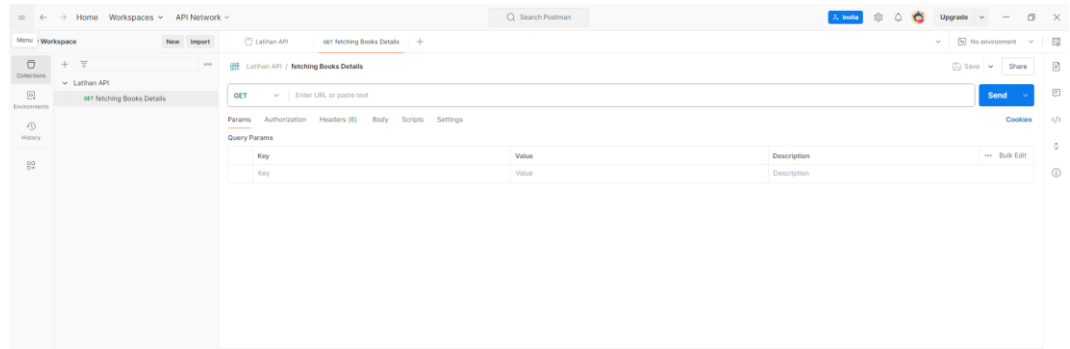 Home Workspaces API Network Search Postman Invite Upgrade
Menu Workspace New Import Latihan API GET fetching Books Details No environment
Collections
Latihan API / fetching Books Details Save Share
Latihan API
GET fetching Books Details
GET Enter URL or paste text Send
Environments
Params Authorization Headers (6) Body Scripts Settings Cookies
History
Query Params
Key Value Description Bulk Edit
Key Value Description